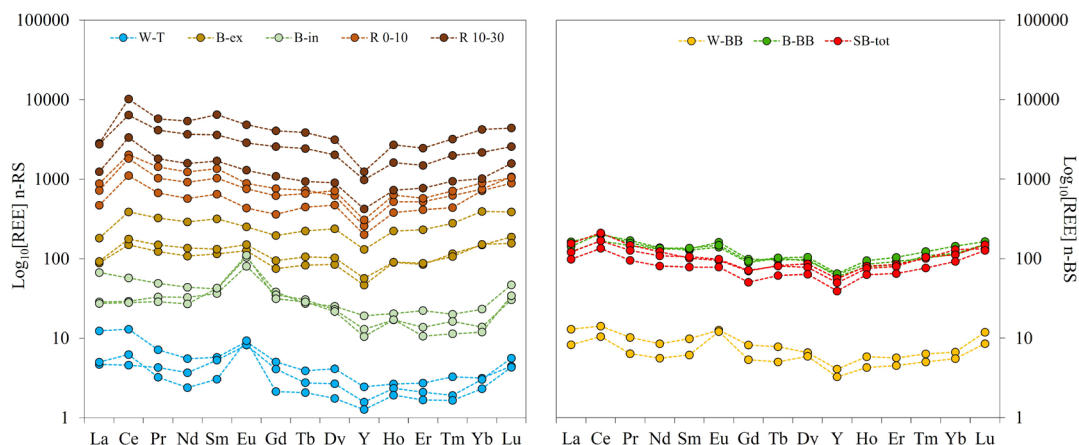 100000
10000
1000
100
10
1
Log10[REE] n-RS
W-T B-ex B-in R 0-10 R 10-30
La Ce Pr Nd Sm Eu Gd Tb Dy Y Ho Er Tm Yb Lu
W-BB B-BB SB-tot
La Ce Pr Nd Sm Eu Gd Tb Dy Y Ho Er Tm Yb Lu
100000
10000
1000
100
10
1
Log10[REE] n-BS